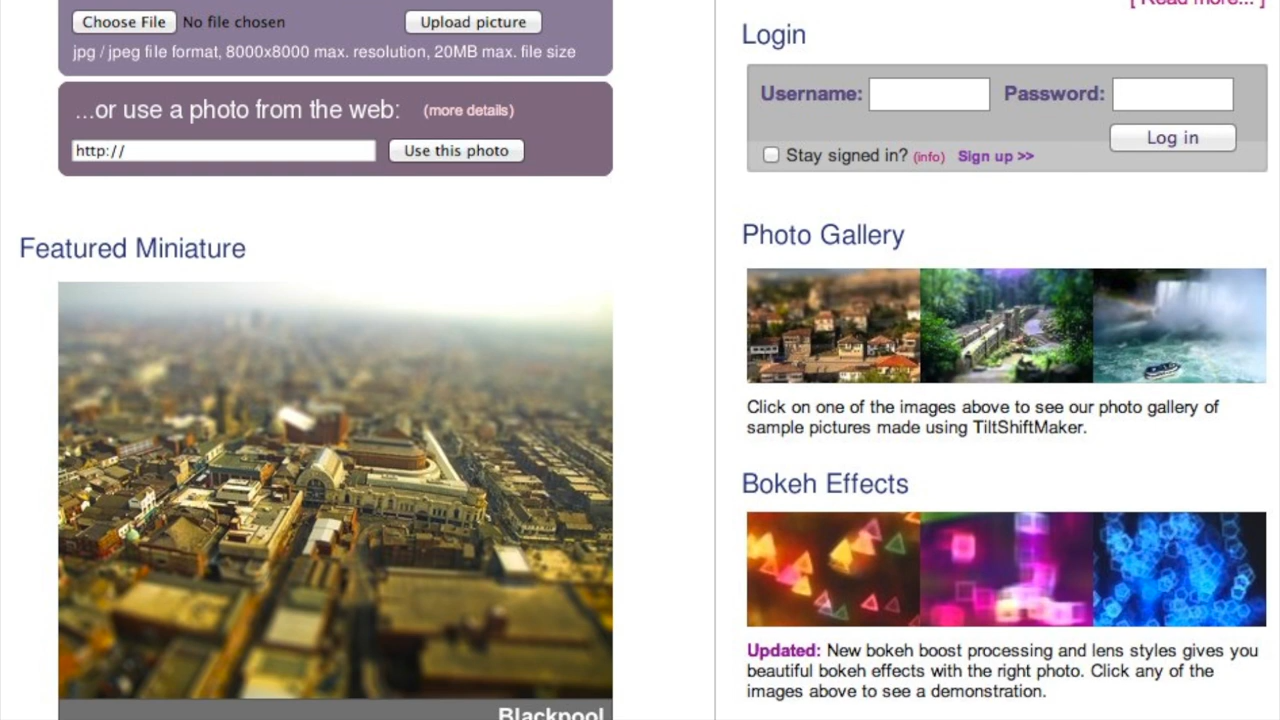 Choose File No file chosen Upload picture
jpg / jpeg file format, 8000x8000 max. resolution, 20MB max. file size
...or use a photo from the web: (more details)
http:// Use this photo
Featured Miniature
Blackpool
[ Read more... ]
Login
Username: Password:
Log in
Stay signed in? (info) Sign up >>
Photo Gallery
Click on one of the images above to see our photo gallery of
sample pictures made using TiltShiftMaker.
Bokeh Effects
Updated: New bokeh boost processing and lens styles gives you
beautiful bokeh effects with the right photo. Click any of the
images above to see a demonstration.